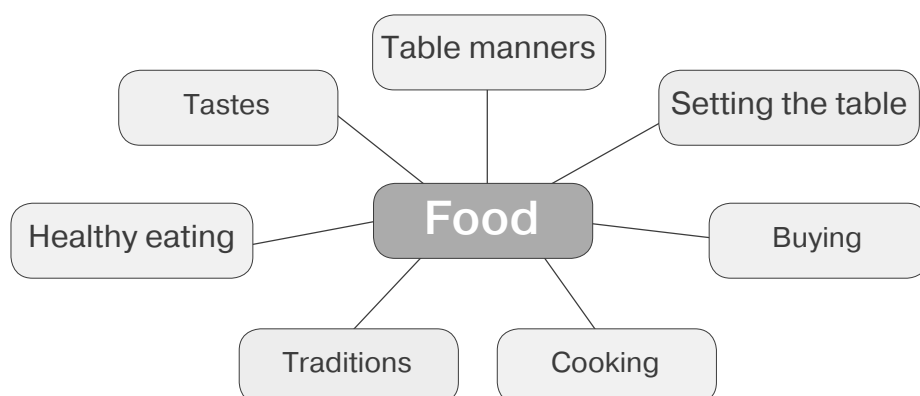 Table manners
Tastes
Setting the table
Food
Healthy eating
Buying
Traditions
Cooking